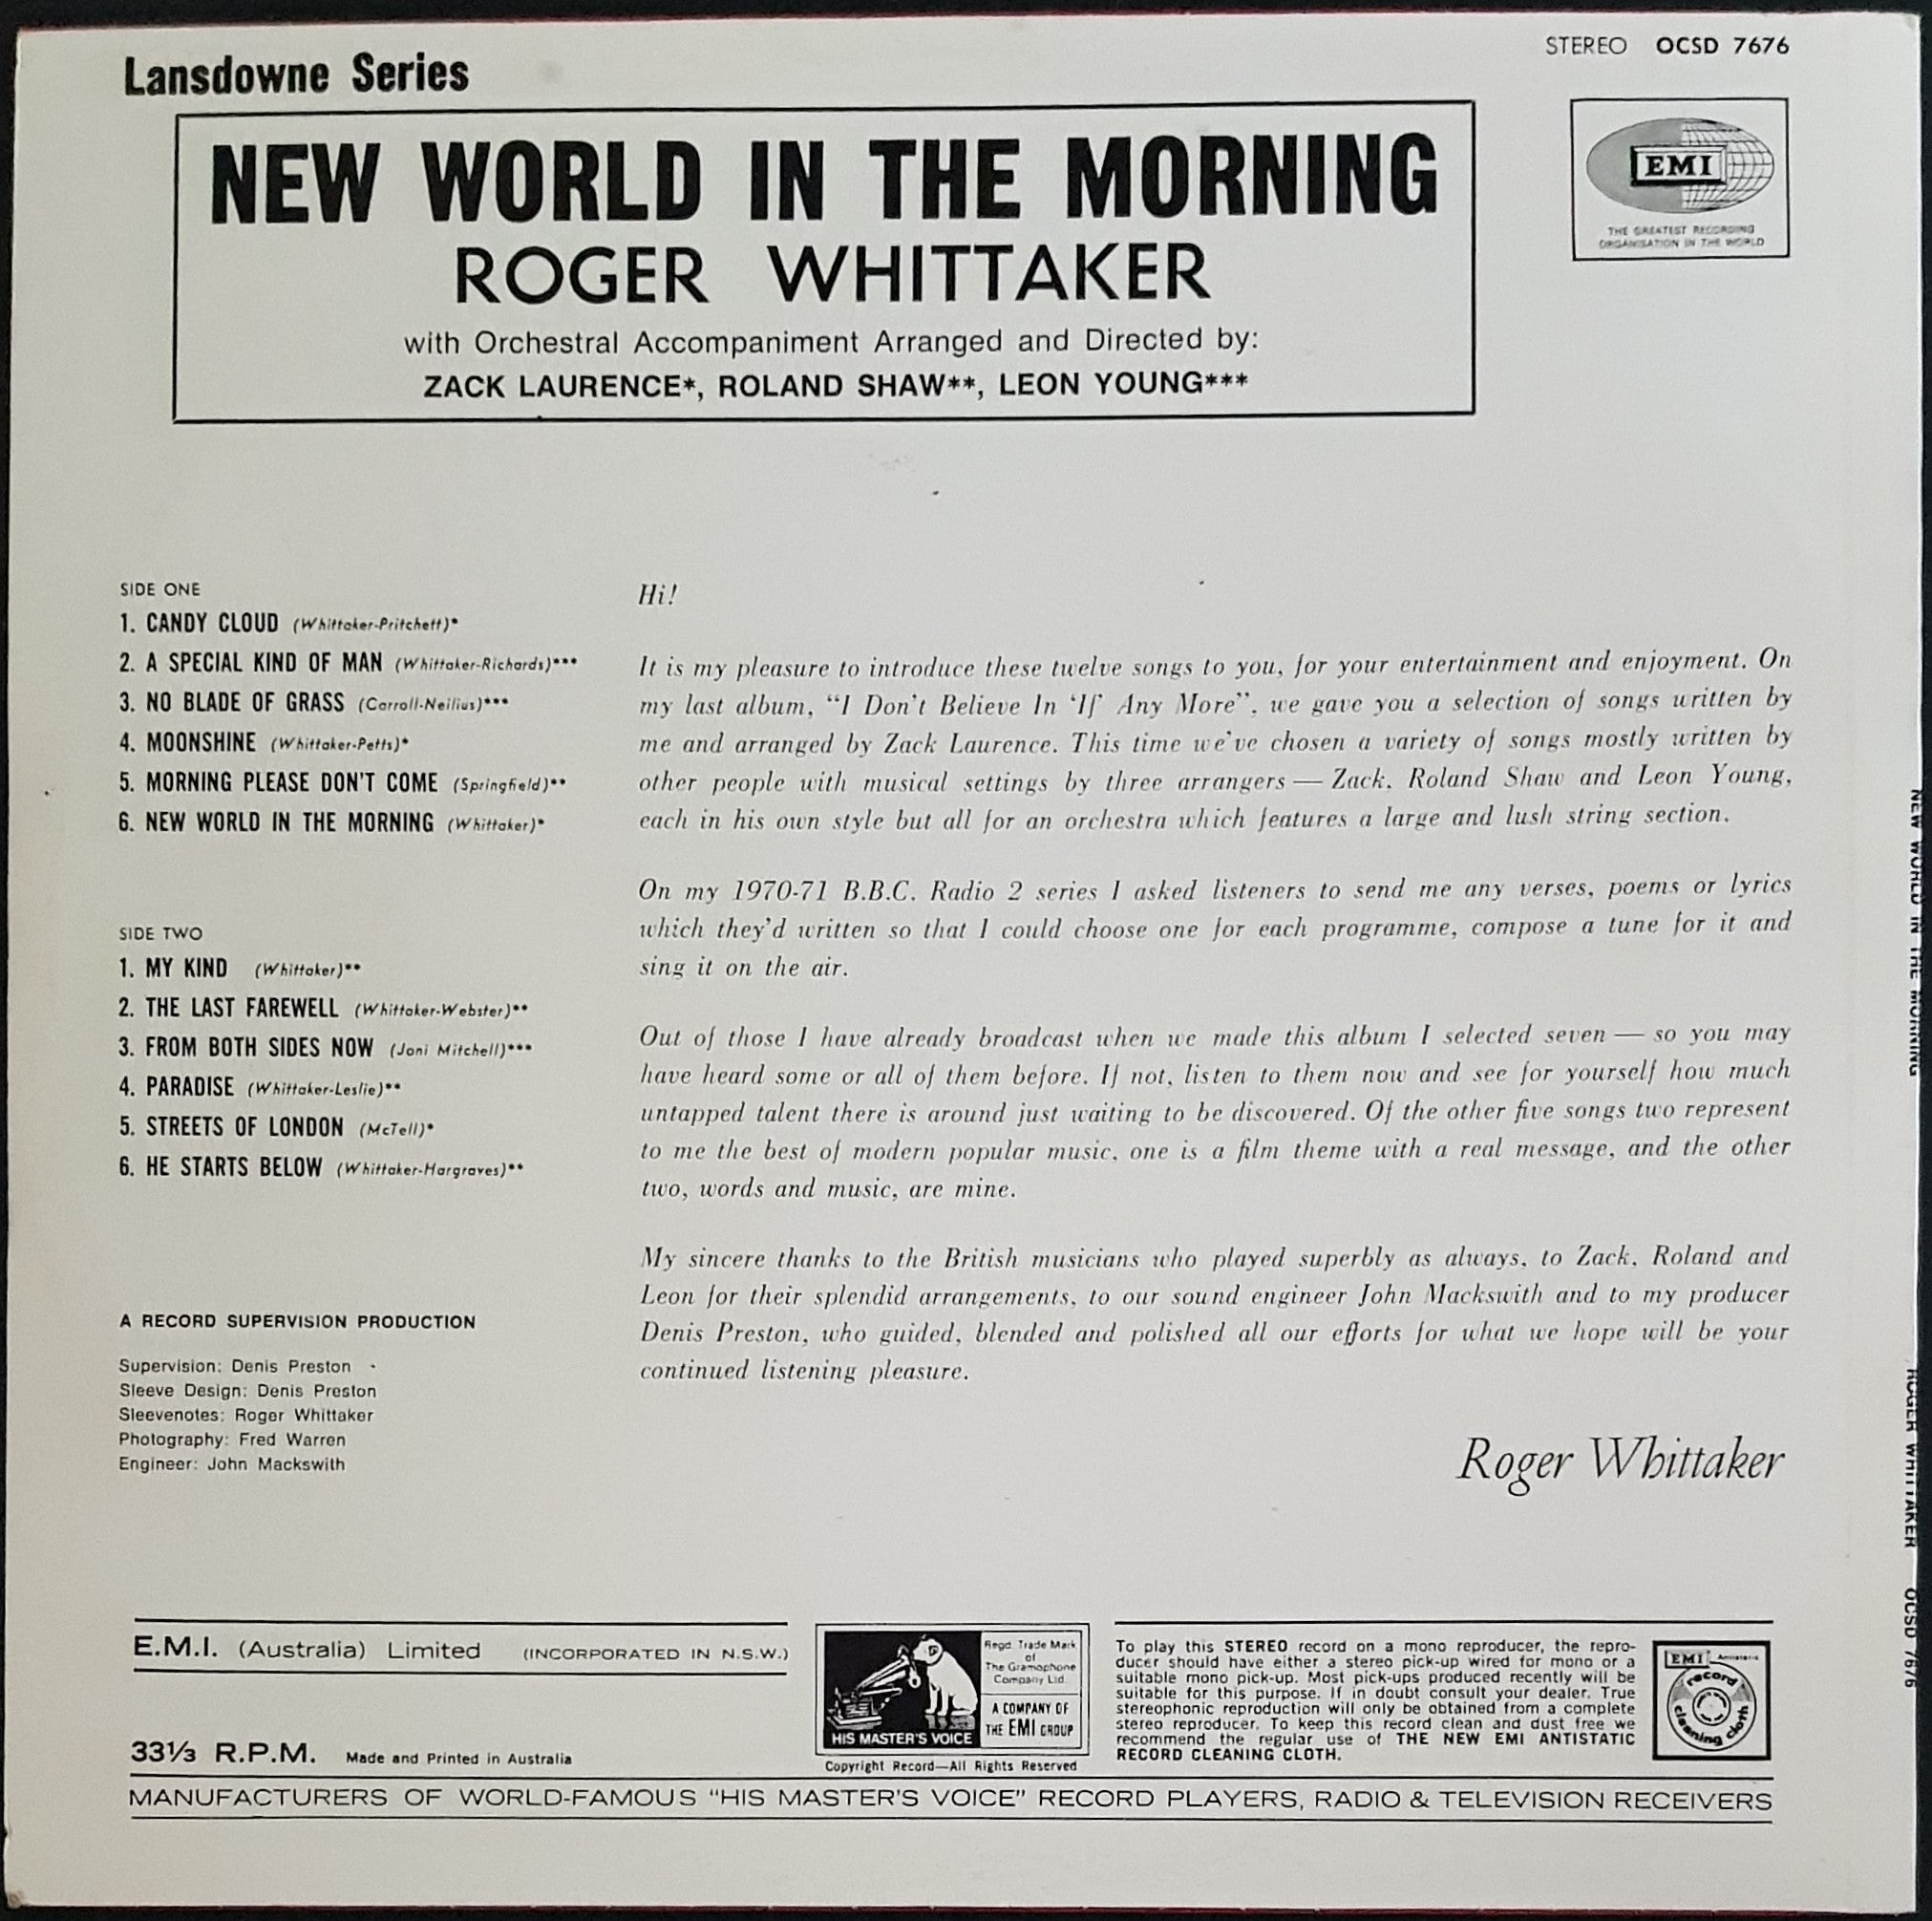 Lansdowne Series
STEREO OCSD 7676
NEW WORLD IN THE MORNING
ROGER WHITTAKER
with Orchestral Accompaniment Arranged and Directed by:
ZACK LAURENCE*, ROLAND SHAW**, LEON YOUNG***
EMI
THE GREATEST RECORDING
ORGANISATION IN THE WORLD
SIDE ONE
1. CANDY CLOUD (Whittaker-Pritchett)*
2. A SPECIAL KIND OF MAN (Whittaker-Richards)***
3. NO BLADE OF GRASS (Carroll-Neilius)***
4. MOONSHINE (Whittaker-Petts)*
5. MORNING PLEASE DON'T COME (Springfield)**
6. NEW WORLD IN THE MORNING (Whittaker)*
SIDE TWO
1. MY KIND (Whittaker)**
2. THE LAST FAREWELL (Whittaker-Webster)**
3. FROM BOTH SIDES NOW (Joni Mitchell)***
4. PARADISE (Whittaker-Leslie)**
5. STREETS OF LONDON (McTell)*
6. HE STARTS BELOW (Whittaker-Hargraves)**
A RECORD SUPERVISION PRODUCTION
Supervision: Denis Preston
Sleeve Design: Denis Preston
Sleevenotes: Roger Whittaker
Photography: Fred Warren
Engineer: John Mackswith
Hi!
It is my pleasure to introduce these twelve songs to you, for your entertainment and enjoyment. On
my last album, “I Don't Believe In ‘If’ Any More”, we gave you a selection of songs written by
me and arranged by Zack Laurence. This time we've chosen a variety of songs mostly written by
other people with musical settings by three arrangers — Zack, Roland Shaw and Leon Young,
each in his own style but all for an orchestra which features a large and lush string section.
On my 1970-71 B.B.C. Radio 2 series I asked listeners to send me any verses, poems or lyrics
which they'd written so that I could choose one for each programme, compose a tune for it and
sing it on the air.
Out of those I have already broadcast when we made this album I selected seven — so you may
have heard some or all of them before. If not, listen to them now and see for yourself how much
untapped talent there is around just waiting to be discovered. Of the other five songs two represent
to me the best of modern popular music, one is a film theme with a real message, and the other
two, words and music, are mine.
My sincere thanks to the British musicians who played superbly as always, to Zack, Roland and
Leon for their splendid arrangements, to our sound engineer John Mackswith and to my producer
Denis Preston, who guided, blended and polished all our efforts for what we hope will be your
continued listening pleasure.
Roger Whittaker
E.M.I. (Australia) Limited (INCORPORATED IN N.S.W.)
33⅓ R.P.M. Made and Printed in Australia
HIS MASTER'S VOICE
Regd. Trade Mark
of
The Gramophone
Company Ltd.
A COMPANY OF
THE EMI GROUP
Copyright Record—All Rights Reserved
To play this STEREO record on a mono reproducer, the repro-
ducer should have either a stereo pick-up wired for mono or a
suitable mono pick-up. Most pick-ups produced recently will be
suitable for this purpose. If in doubt consult your dealer. True
stereophonic reproduction will only be obtained from a complete
stereo reproducer. To keep this record clean and dust free we
recommend the regular use of THE NEW EMI ANTISTATIC
RECORD CLEANING CLOTH.
EMI Antistatic
record
cleaning cloth
MANUFACTURERS OF WORLD-FAMOUS “HIS MASTER'S VOICE” RECORD PLAYERS, RADIO & TELEVISION RECEIVERS
NEW WORLD IN THE MORNING ROGER WHITTAKER OCSD 7676